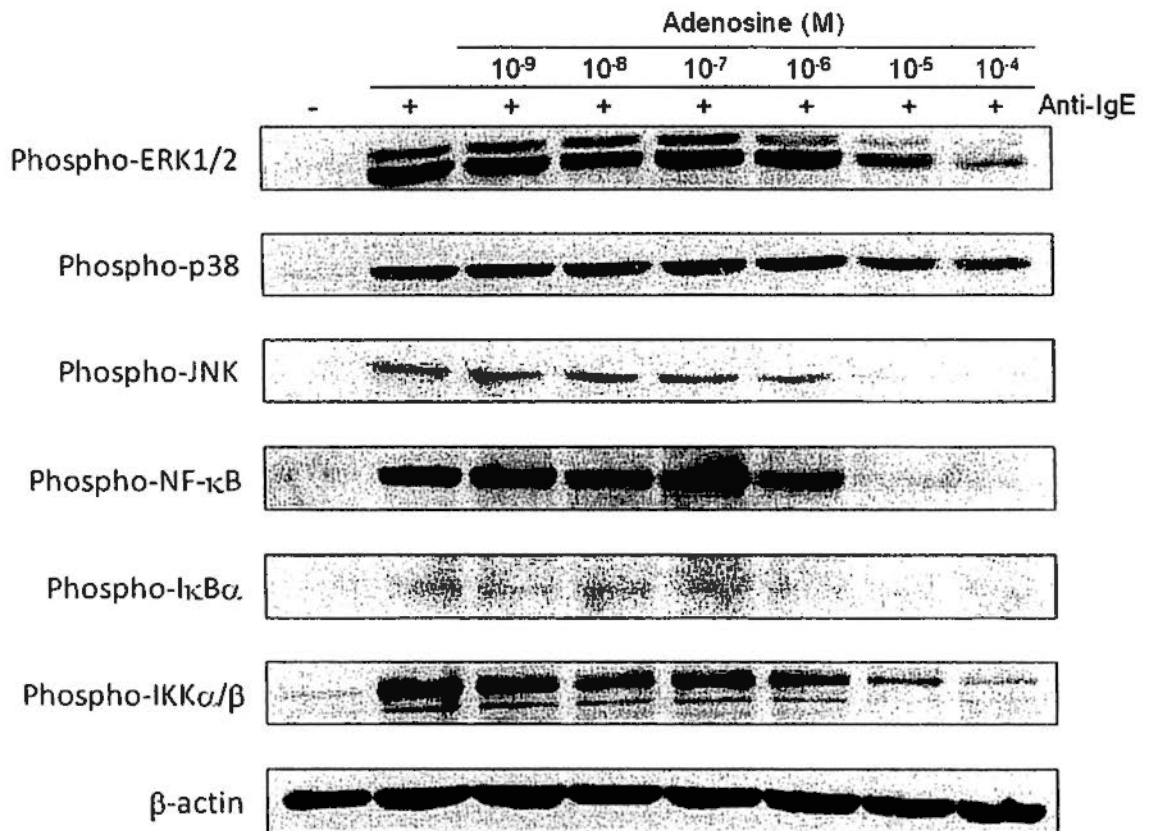 Adenosine (M)
10⁻⁹ 10⁻⁸ 10⁻⁷ 10⁻⁶ 10⁻⁵ 10⁻⁴
- + + + + + + + Anti-IgE
Phospho-ERK1/2
Phospho-p38
Phospho-JNK
Phospho-NF-κB
Phospho-IκBα
Phospho-IKKα/β
β-actin